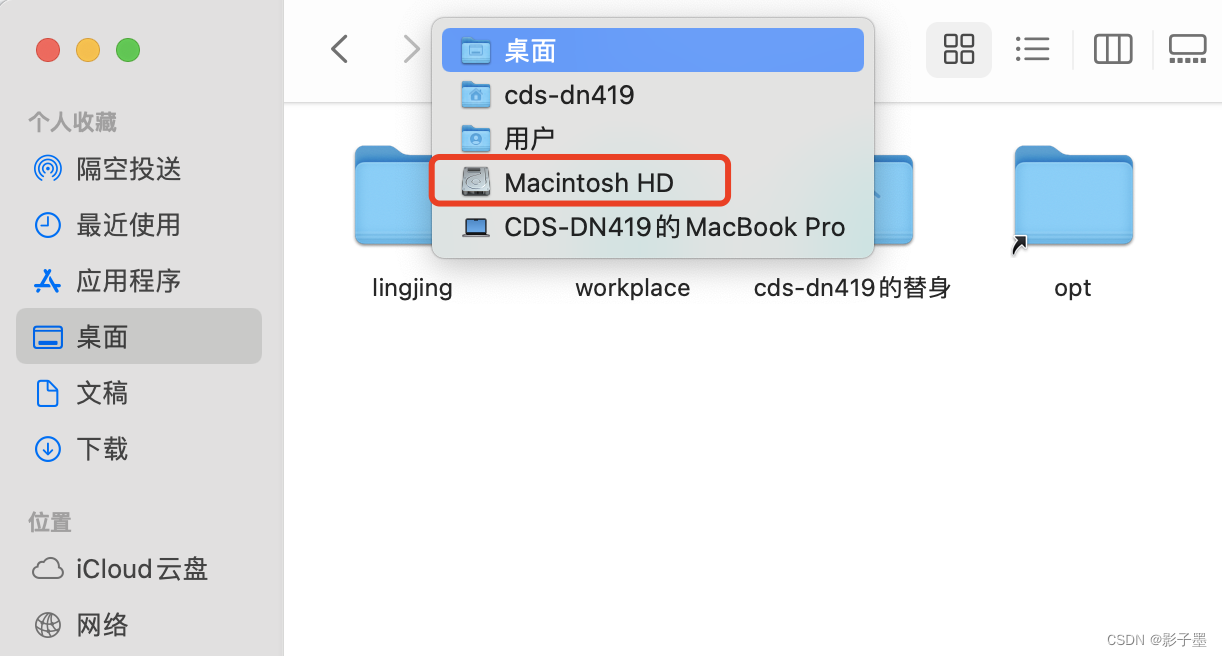 个人收藏
隔空投送
最近使用
应用程序
桌面
文稿
下载
位置
iCloud云盘
网络
桌面
cds-dn419
用户
Macintosh HD
CDS-DN419的MacBook Pro
lingjing
workplace
cds-dn419的替身
opt
CSDN @影子墨